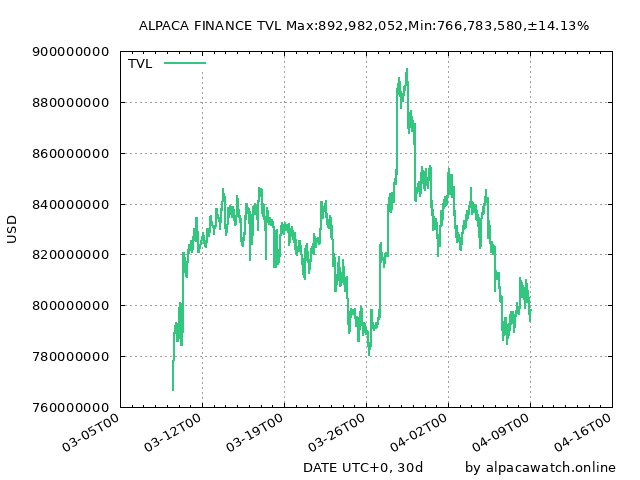 ALPACA FINANCE TVL Max:892,982,052,Min:766,783,580,±14.13%
900000000
TVL
880000000
860000000
840000000
USD
820000000
800000000
780000000
760000000
03-05T00
03-12T00
03-19T00
03-26T00
04-02T00
04-09T00
04-16T00
DATE UTC+0, 30d
by alpacawatch.online